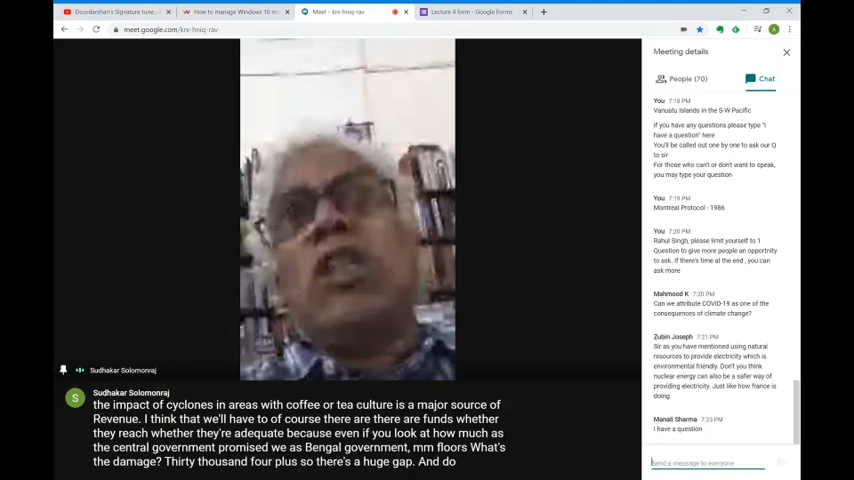 Doordarshan's Signature tune...
How to manage Windows 10 m
Meet - krx-hniq-rav
Lecture 4 form - Google Forms
meet.google.com/krx-hniq-rav
A
Meeting details
People (70)
Chat
You 7:18 PM
Vanuatu Islands in the S-W Pacific
If you have any questions please type "I
have a question" here
You'll be called out one by one to ask our Q
to sir
For those who can't or don't want to speak,
you may type your question
You 7:19 PM
Montreal Protocol - 1986
You 7:20 PM
Rahul Singh, please limit yourself to 1
Question to give more people an opportnity
to ask. If there's time at the end , you can
ask more
Mahmood K 7:20 PM
Can we attribute COVID-19 as one of the
consequences of climate change?
Zubin Joseph 7:21 PM
Sir as you have mentioned using natural
resources to provide electricity which is
environmental friendly. Don't you think
nuclear energy can also be a safer way of
providing electricity. Just like how france is
doing
Manali Sharma 7:23 PM
I have a question
Send a message to everyone
Sudhakar Solomonraj
S
Sudhakar Solomonraj
the impact of cyclones in areas with coffee or tea culture is a major source of
Revenue. I think that we'll have to of course there are there are funds whether
they reach whether they're adequate because even if you look at how much as
the central government promised we as Bengal government, mm floors What's
the damage? Thirty thousand four plus so there's a huge gap. And do